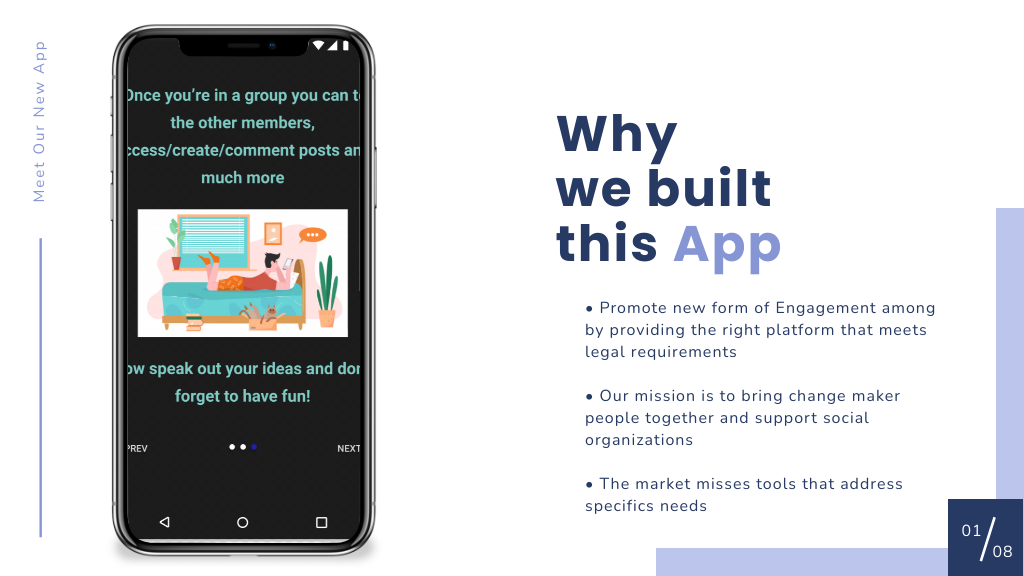 Meet Our New App
Once you're in a group you can t
the other members,
ccess/create/comment posts an
much more
ow speak out your ideas and don
forget to have fun!
PREV
NEXT
Why
we built
this App
• Promote new form of Engagement among
by providing the right platform that meets
legal requirements
• Our mission is to bring change maker
people together and support social
organizations
• The market misses tools that address
specifics needs
01/08